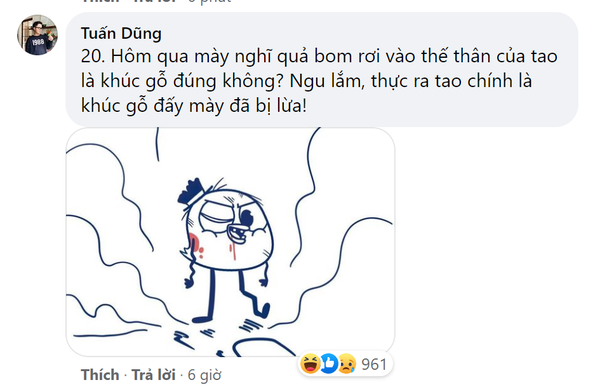 Tuấn Dũng
20. Hôm qua mày nghĩ quả bom rơi vào thế thân của tao
là khúc gỗ đúng không? Ngu lắm, thực ra tao chính là
khúc gỗ đấy mày đã bị lừa!
Thích · Trả lời · 6 giờ
961